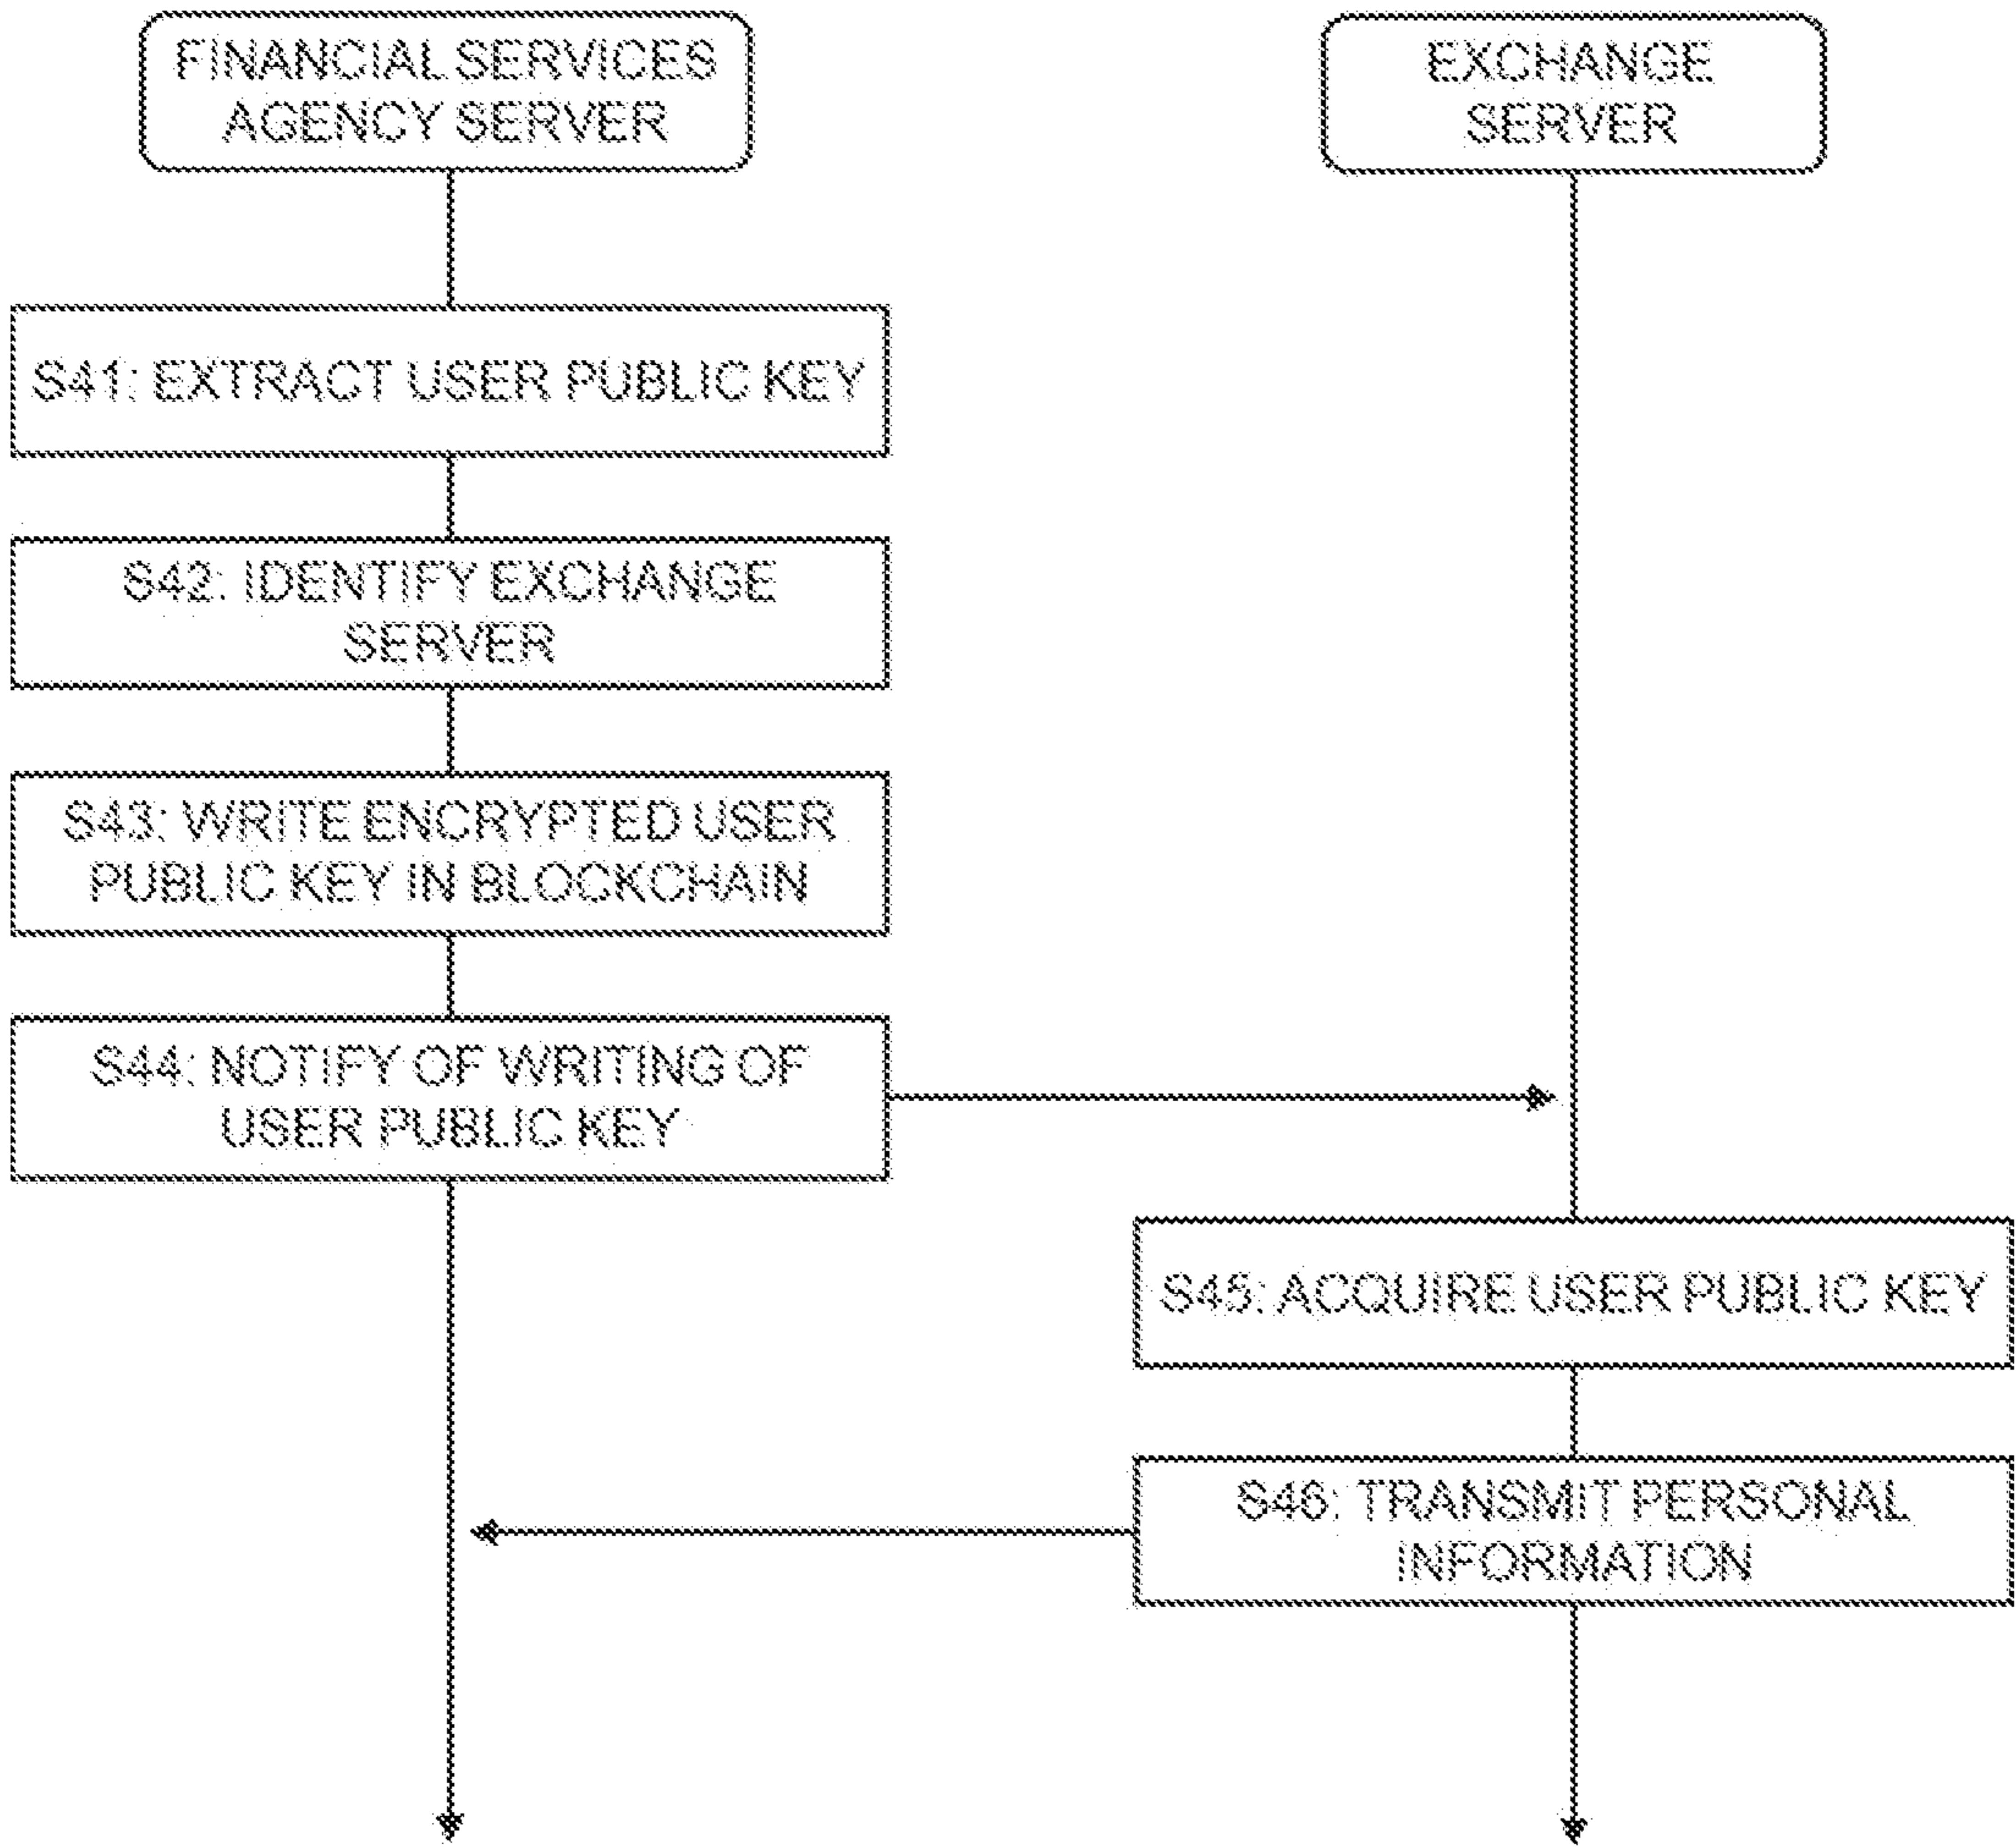 FINANCIAL SERVICES
AGENCY SERVER
EXCHANGE
SERVER
S41: EXTRACT USER PUBLIC KEY
S42: IDENTIFY EXCHANGE
SERVER
S43: WRITE ENCRYPTED USER
PUBLIC KEY IN BLOCKCHAIN
S44: NOTIFY OF WRITING OF
USER PUBLIC KEY
S45: ACQUIRE USER PUBLIC KEY
S46: TRANSMIT PERSONAL
INFORMATION